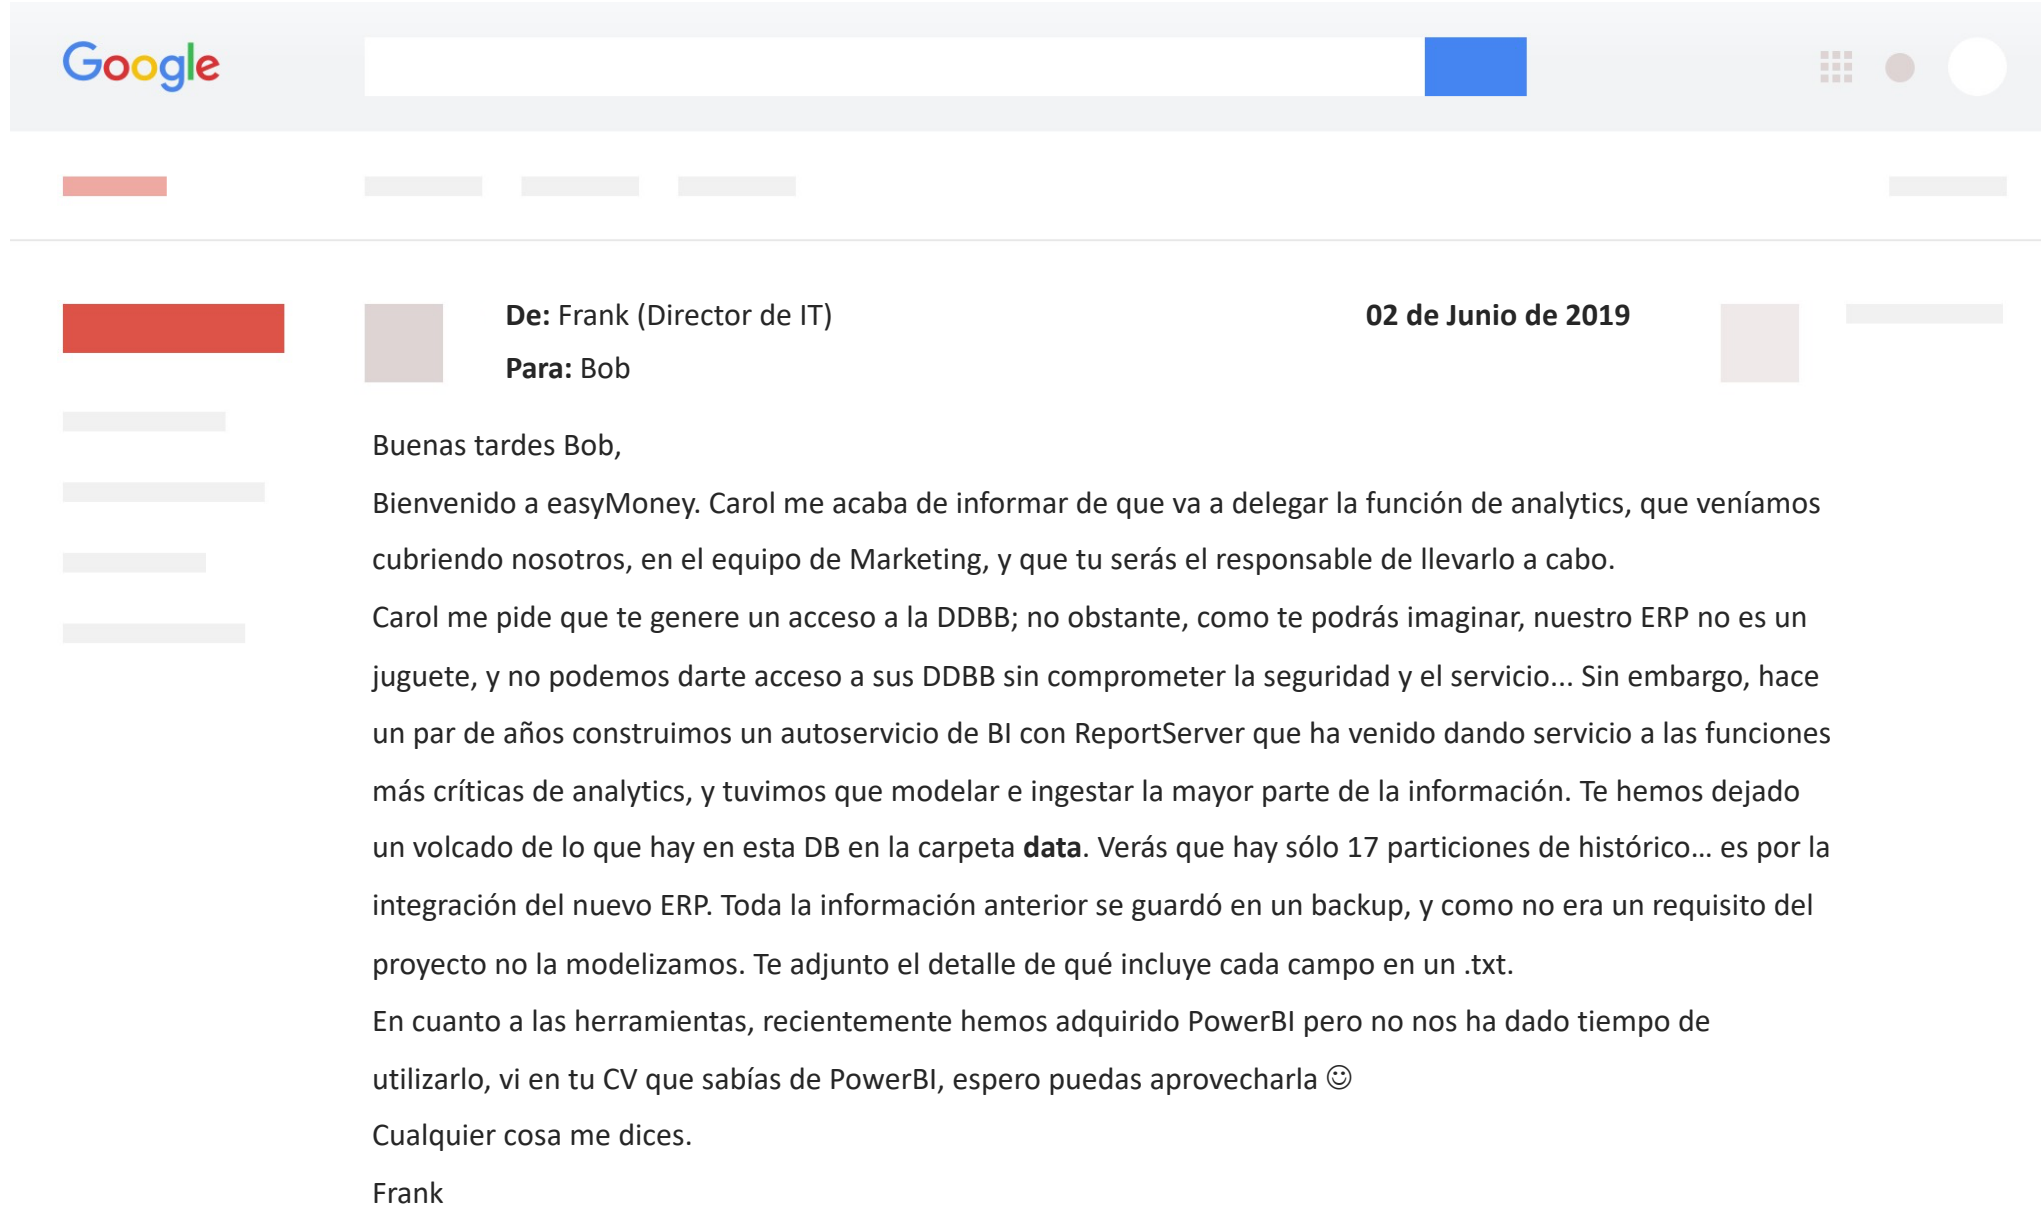 Google
De: Frank (Director de IT)
02 de Junio de 2019
Para: Bob
Buenas tardes Bob,
Bienvenido a easyMoney. Carol me acaba de informar de que va a delegar la función de analytics, que veníamos
cubriendo nosotros, en el equipo de Marketing, y que tu serás el responsable de llevarlo a cabo.
Carol me pide que te genere un acceso a la DDBB; no obstante, como te podrás imaginar, nuestro ERP no es un
juguete, y no podemos darte acceso a sus DDBB sin comprometer la seguridad y el servicio... Sin embargo, hace
un par de años construimos un autoservicio de BI con ReportServer que ha venido dando servicio a las funciones
más críticas de analytics, y tuvimos que modelar e ingestar la mayor parte de la información. Te hemos dejado
un volcado de lo que hay en esta DB en la carpeta data. Verás que hay sólo 17 particiones de histórico... es por la
integración del nuevo ERP. Toda la información anterior se guardó en un backup, y como no era un requisito del
proyecto no la modelizamos. Te adjunto el detalle de qué incluye cada campo en un .txt.
En cuanto a las herramientas, recientemente hemos adquirido PowerBI pero no nos ha dado tiempo de
utilizarlo, vi en tu CV que sabías de PowerBI, espero puedas aprovecharla ☺
Cualquier cosa me dices.
Frank